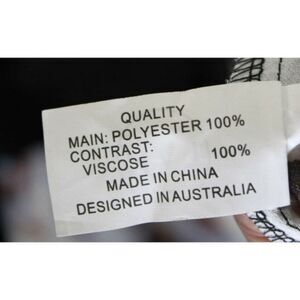 QUALITY
MAIN: POLYESTER 100%
CONTRAST:
VISCOSE 100%
MADE IN CHINA
DESIGNED IN AUSTRALIA